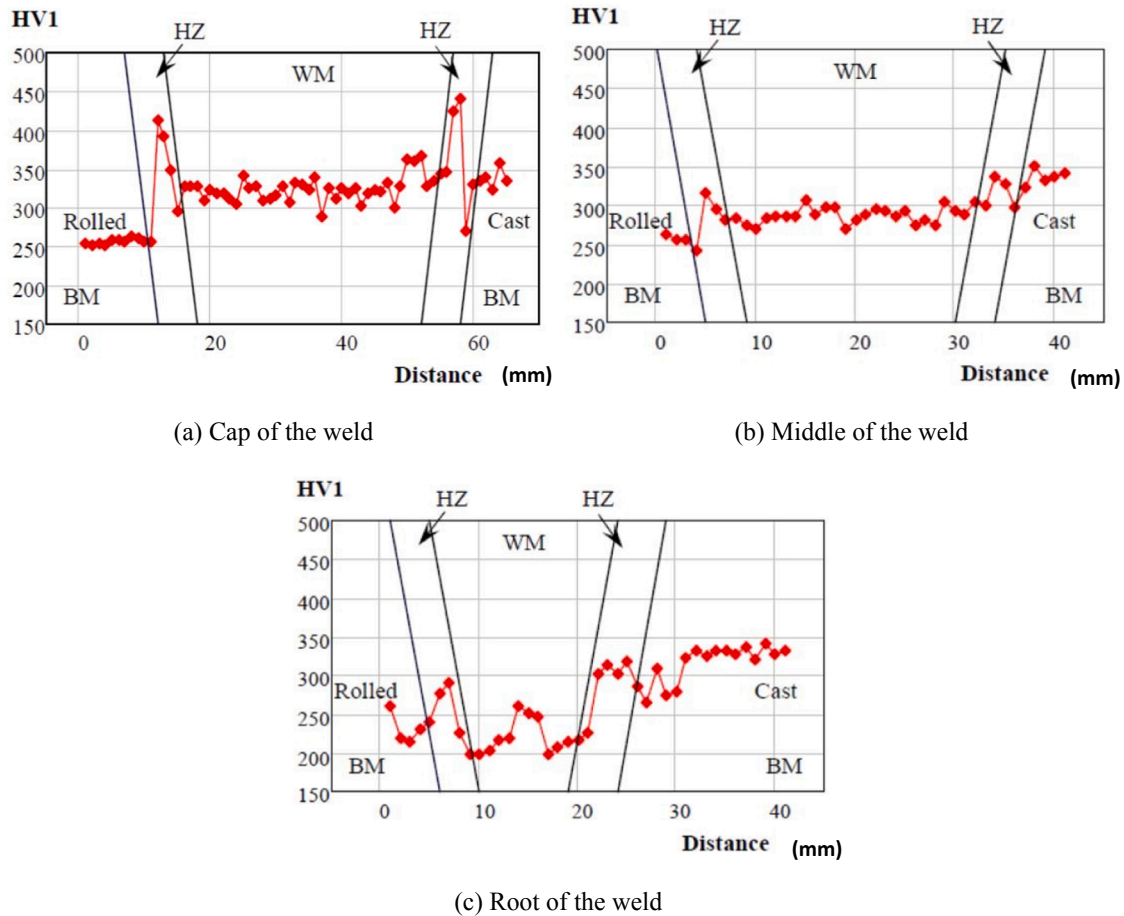 HV1
HZ
HZ
500
WM
450
400
350
300
Rolled
Cast
250
200
BM
BM
150
0
20
40
60
Distance (mm)
(a) Cap of the weld
HV1
HZ
HZ
500
WM
450
400
350
300
Rolled
Cast
250
200
BM
BM
150
0
10
20
30
40
Distance (mm)
(b) Middle of the weld
HV1
HZ
HZ
500
WM
450
400
350
300
Rolled
Cast
250
200
BM
BM
150
0
10
20
30
40
Distance (mm)
(c) Root of the weld